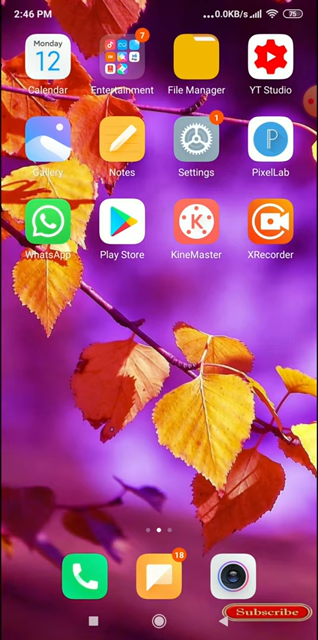 2:46 PM
...0.0KB/s
75
Monday
12
7
Calendar
Entertainment
File Manager
YT Studio
1
P
Gallery
Notes
Settings
PixelLab
K
WhatsApp
Play Store
KineMaster
XRecorder
18
Subscribe